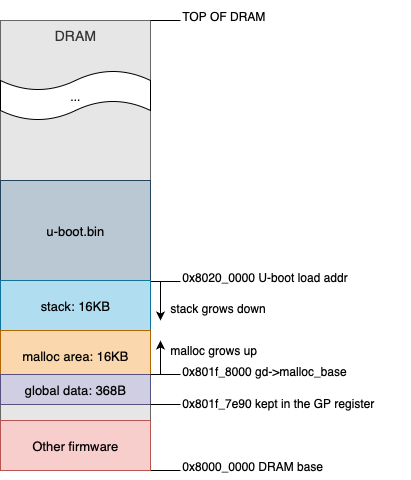 TOP OF DRAM
DRAM
...
u-boot.bin
0x8020_0000 U-boot load addr
stack: 16KB
stack grows down
malloc grows up
malloc area: 16KB
0x801f_8000 gd->malloc_base
global data: 368B
0x801f_7e90 kept in the GP register
Other firmware
0x8000_0000 DRAM base